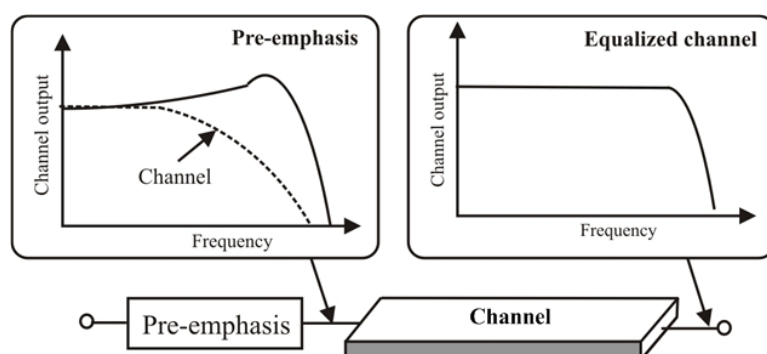 Pre-emphasis
Channel output
Channel
Frequency
Equalized channel
Channel output
Frequency
Pre-emphasis
Channel